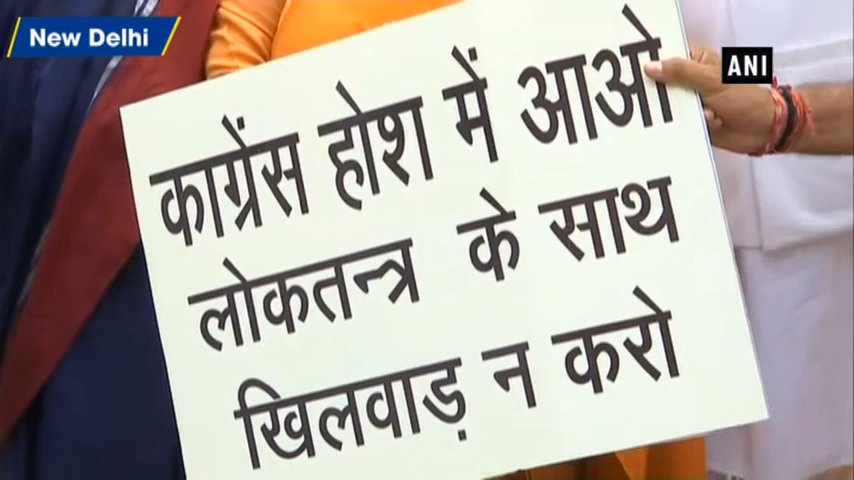 New Delhi
ANI
काग्रेंस होश में आओ
लोकतन्त्र के साथ
खिलवाड़ न करो